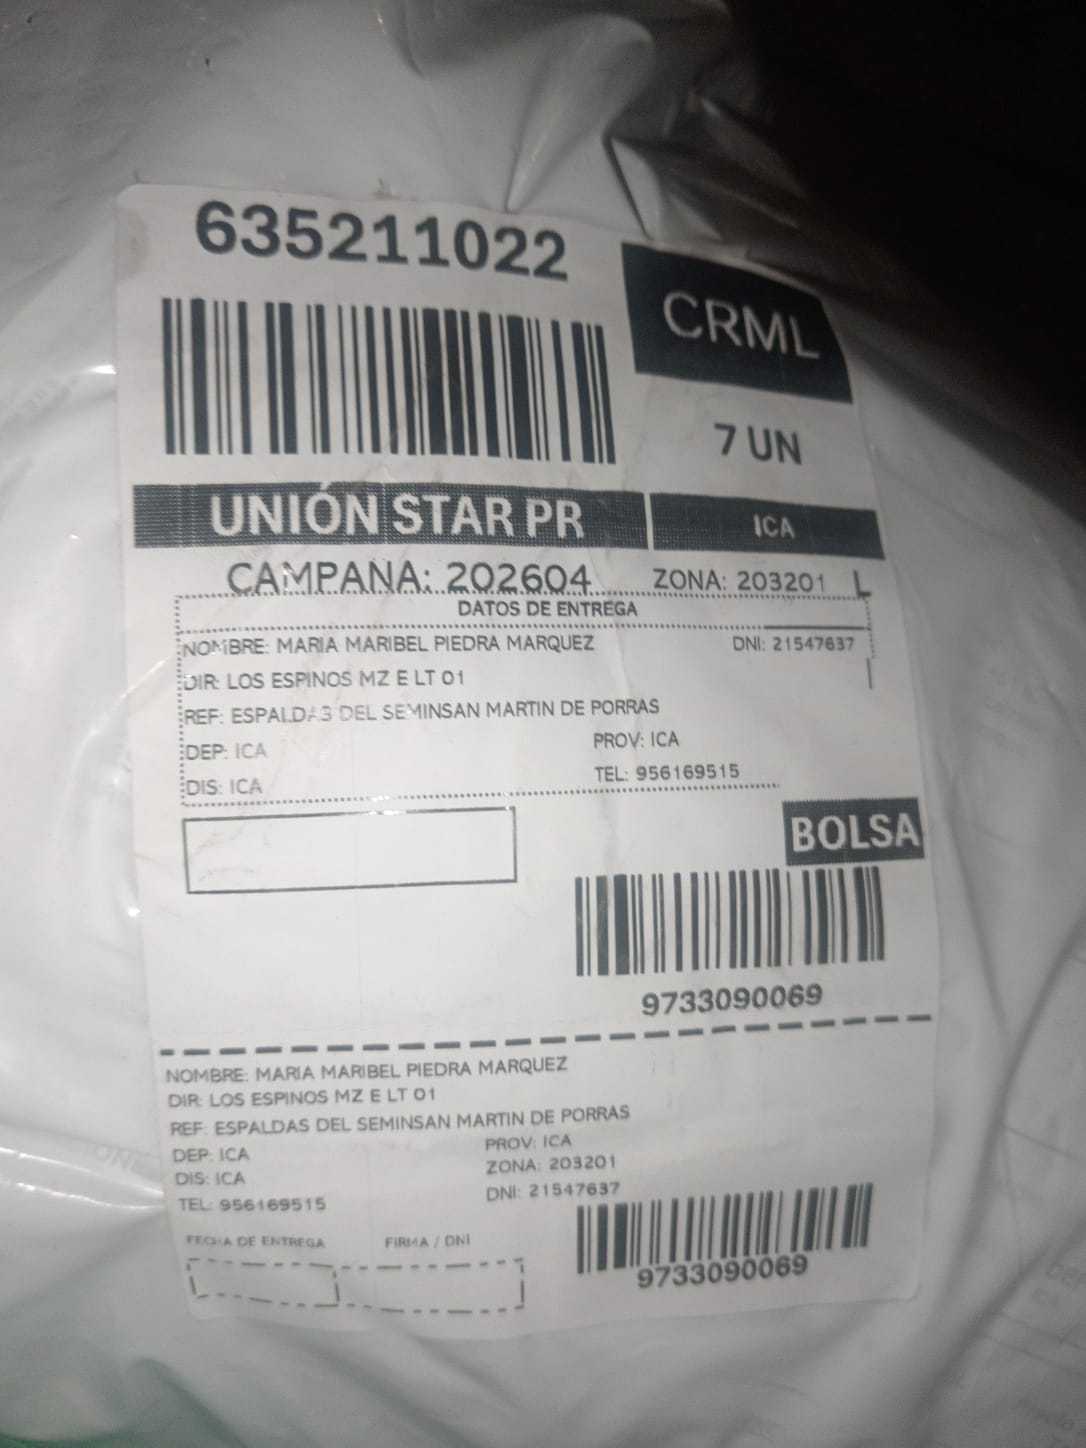 635211022
CRML
7 UN
UNIÓN STAR PR
ICA
CAMPANA: 202604 ZONA: 203201 L
DATOS DE ENTREGA
NOMBRE: MARIA MARIBEL PIEDRA MARQUEZ DNI: 21547637
DIR: LOS ESPINOS MZ E LT 01
REF: ESPALDAS DEL SEMINSAN MARTIN DE PORRAS
DEP: ICA PROV: ICA
DIS: ICA TEL: 956169515
BOLSA
9733090069
NOMBRE: MARIA MARIBEL PIEDRA MARQUEZ
DIR: LOS ESPINOS MZ E LT 01
REF: ESPALDAS DEL SEMINSAN MARTIN DE PORRAS
DEP: ICA PROV: ICA
DIS: ICA ZONA: 203201
TEL: 956169515 DNI: 21547637
FECHA DE ENTREGA FIRMA / DNI
9733090069